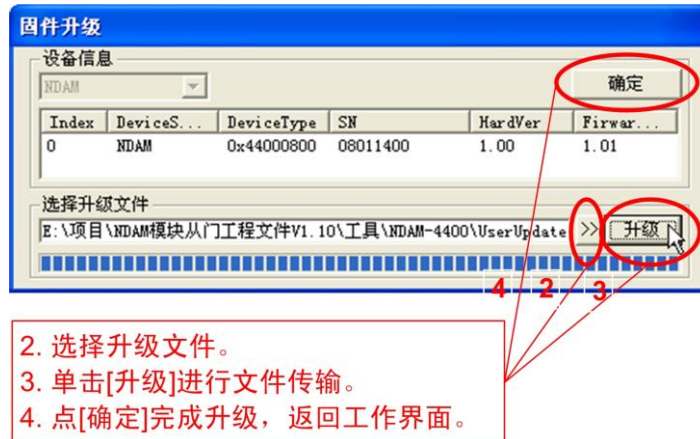 固件升级
设备信息
NDAM
确定
Index DeviceS... DeviceType SN HardVer Firwar...
0 NDAM 0x44000800 08011400 1.00 1.01
选择升级文件
E:\项目\NDAM模块从门工程文件V1.10\工具\NDAM-4400\UserUpdate >> 升级
4 2 3
2. 选择升级文件。
3. 单击[升级]进行文件传输。
4. 点[确定]完成升级，返回工作界面。